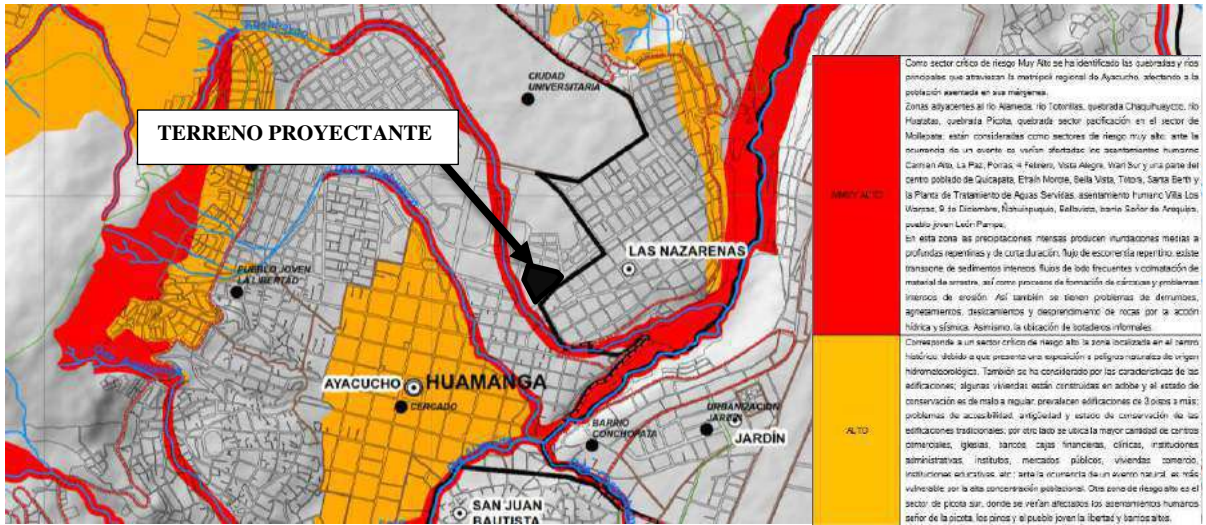 CIUDAD
UNIVERSITARIA
TERRENO PROYECTANTE
LAS NAZARENAS
PUEBLO JOVEN
LA LIBERTAD
AYACUCHO
HUAMANGA
CERCADO
URBANIZACION
JARDIN
BARRIO
CONCHOPATA
JARDÍN
SAN JUAN
BAUTISTA
MUY ALTO
Como sector crítico de riesgo Muy Alto se ha identificado las quebradas y ríos
principales que atraviesan la metrópoli regional de Ayacucho, afectando a la
población asentada en sus márgenes.
Zonas adyacentes al río Alameda, río Totorillas, quebrada Chaquihuaycco, río
Huatatas, quebrada Picota, quebrada sector pacificación en el sector de
Mollepata; están consideradas como sectores de riesgo muy alto, ante la
ocurrencia de un evento se verían afectadas los asentamientos humanos
Carmen Alto, La Paz, Porras, 4 Febrero, Vista Alegre, Wari Sur y una parte del
centro poblado de Quicapata, Efraín Morote, Bella Vista, Totora, Santa Berth y
la Planta de Tratamiento de Aguas Servidas, asentamiento humano Villa Los
Warpas, 9 de Diciembre, Ñahuinpuquio, Bellavista, barrio Señor de Arequipa,
pueblo joven León Pampa.
En esta zona las precipitaciones intensas producen inundaciones medias a
profundas repentinas y de corta duración, flujo de escorrentía repentino, existe
transporte de sedimentos intensos, flujos de lodo frecuentes y colmatación de
material de arrastre, así como procesos de formación de cárcavas y problemas
intensos de erosión. Así también se tienen problemas de derrumbes,
agrietamientos, deslizamientos y desprendimiento de rocas por la acción
hídrica y sísmica. Asimismo, la ubicación de botaderos informales.
ALTO
Corresponde a un sector crítico de riesgo alto la zona localizada en el centro
histórico, debido a que presenta una exposición a peligros naturales de origen
hidrometeorológico. También se ha considerado por las características de las
edificaciones; algunas viviendas están construidas en adobe y el estado de
conservación es de malo a regular, prevalecen edificaciones de 3 pisos a más;
problemas de accesibilidad, antigüedad y estado de conservación de las
edificaciones tradicionales; por otro lado se ubica la mayor cantidad de centros
comerciales, iglesias, bancos, cajas financieras, clínicas, instituciones
administrativas, institutos, mercados públicos, viviendas comercio,
instituciones educativas, etc.; ante la ocurrencia de un evento natural, es más
vulnerable por la alta concentración poblacional. Otra zona de riesgo alto es el
sector de picota sur, donde se verían afectados los asentamientos humanos
señor de la picota, los pinos y el pueblo joven la libertad y barrios altos.